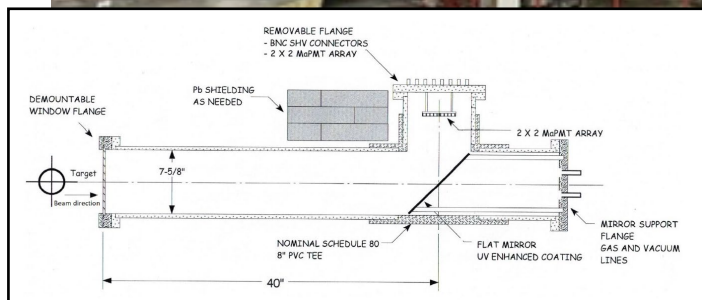 REMOVABLE FLANGE
- BNC SHV CONNECTORS
- 2 X 2 MaPMT ARRAY
Pb SHIELDING
AS NEEDED
DEMOUNTABLE
WINDOW FLANGE
2 X 2 MaPMT ARRAY
Target
7-5/8"
Beam direction
NOMINAL SCHEDULE 80
8" PVC TEE
FLAT MIRROR
UV ENHANCED COATING
MIRROR SUPPORT
FLANGE
GAS AND VACUUM
LINES
40"